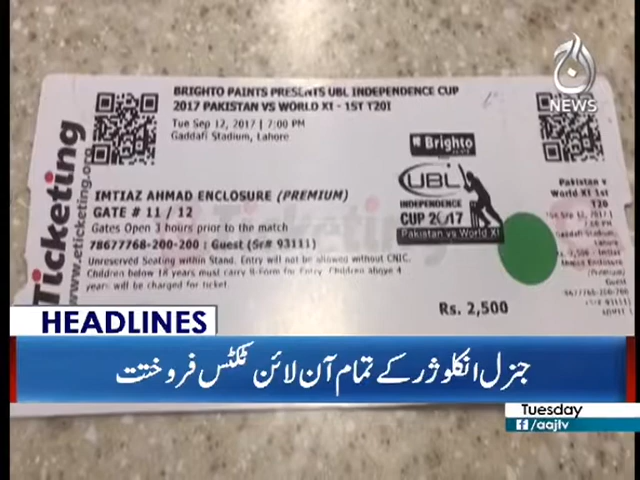 BRIGHTO PAINTS PRESENTS UBL INDEPENDENCE CUP
2017 PAKISTAN VS WORLD XI - 1ST T20I
Tue Sep 12, 2017 | 7:00 PM
Gaddafi Stadium, Lahore
IMTIAZ AHMAD ENCLOSURE (PREMIUM)
GATE # 11 / 12
Gates Open 3 hours prior to the match
78677768-200-200 : Guest (Sr# 93111)
Unreserved Seating within Stand. Entry will not be allowed without CNIC.
Children below 18 years must carry B-Form for Entry. Children above 4
years will be charged for ticket.
Ticketing
www.eticketing.org
Brighto
UBL
INDEPENDENCE
CUP 2017
Pakistan vs World XI
Rs. 2,500
NEWS
Pakistan v
World XI 1st
T20
HEADLINES
جنرل انکلوژر کے تمام آن لائن ٹکٹس فروخت
Tuesday
/aajtv